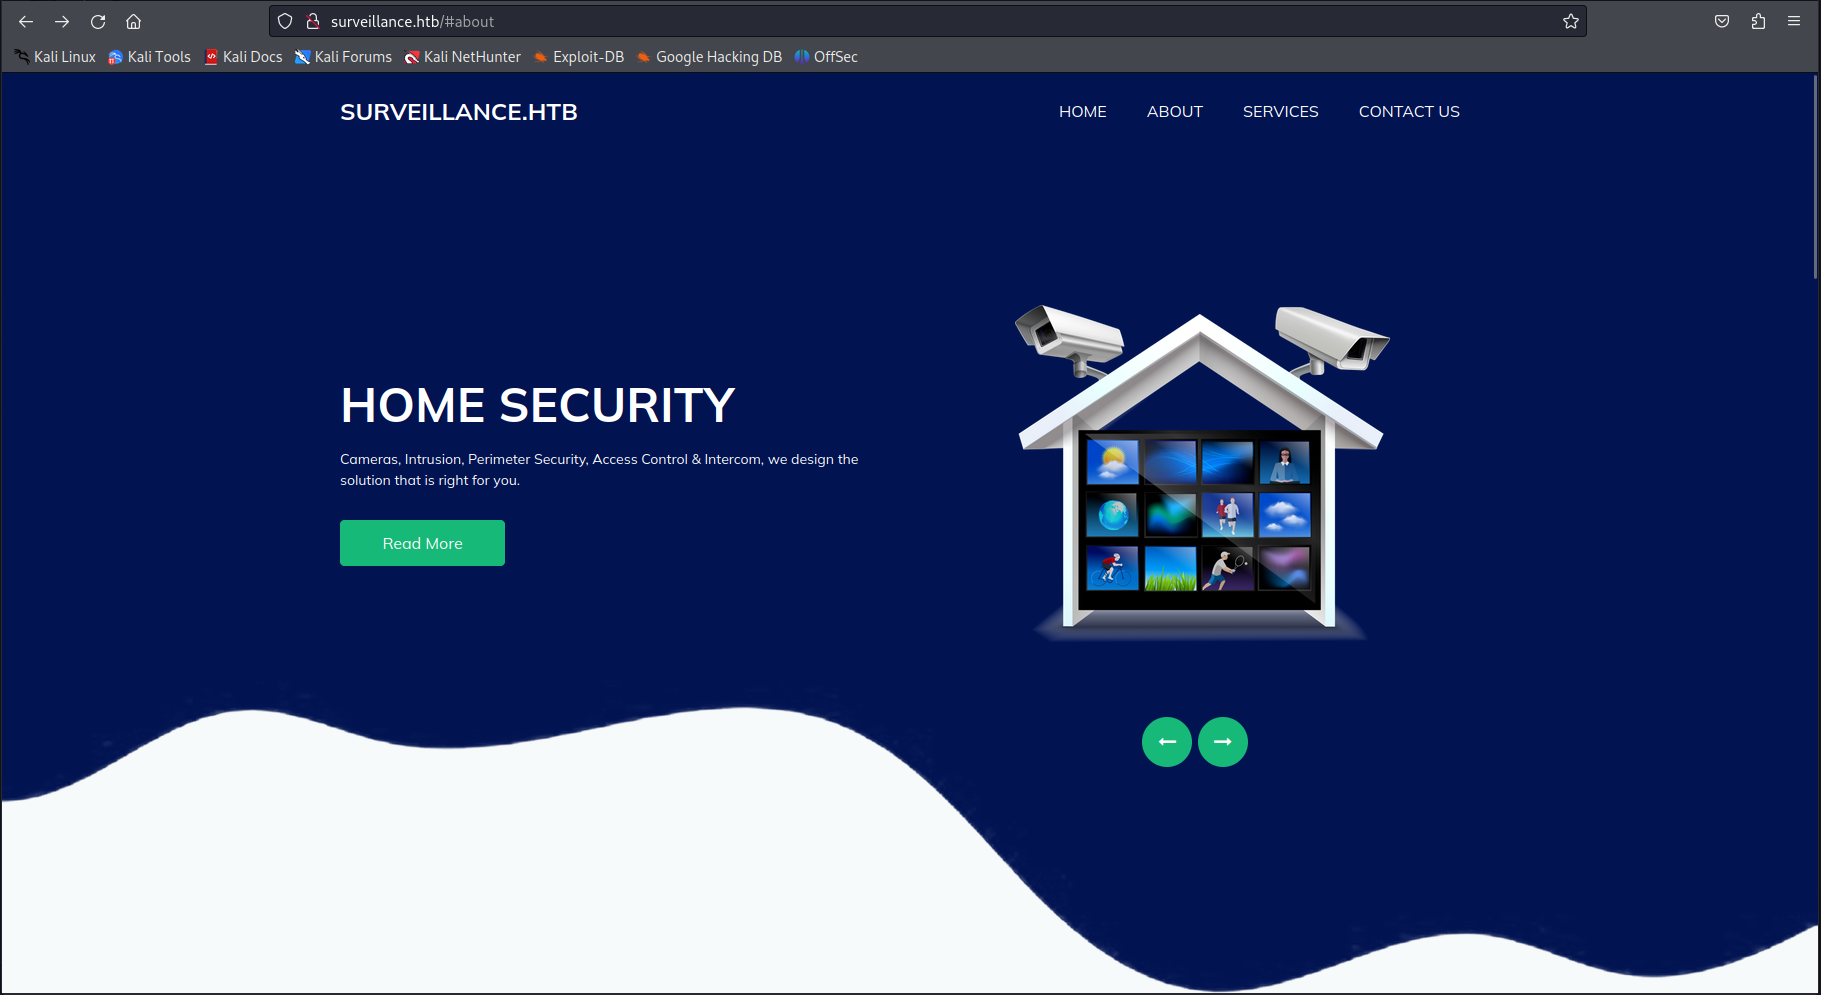 surveillance.htb/#about
Kali Linux Kali Tools Kali Docs Kali Forums Kali NetHunter Exploit-DB Google Hacking DB OffSec
SURVEILLANCE.HTB HOME ABOUT SERVICES CONTACT US
HOME SECURITY
Cameras, Intrusion, Perimeter Security, Access Control & Intercom, we design the
solution that is right for you.
Read More